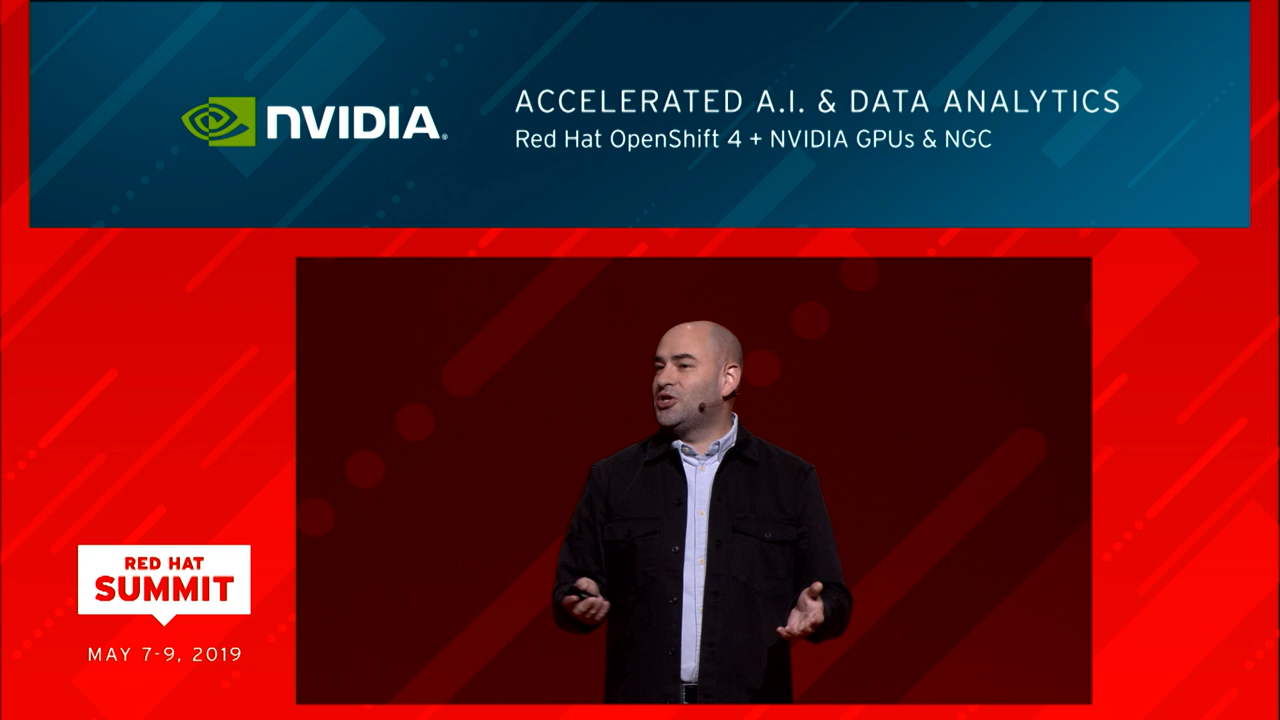 NVIDIA®
ACCELERATED A.I. & DATA ANALYTICS
Red Hat OpenShift 4 + NVIDIA GPUs & NGC
RED HAT
SUMMIT
MAY 7-9, 2019